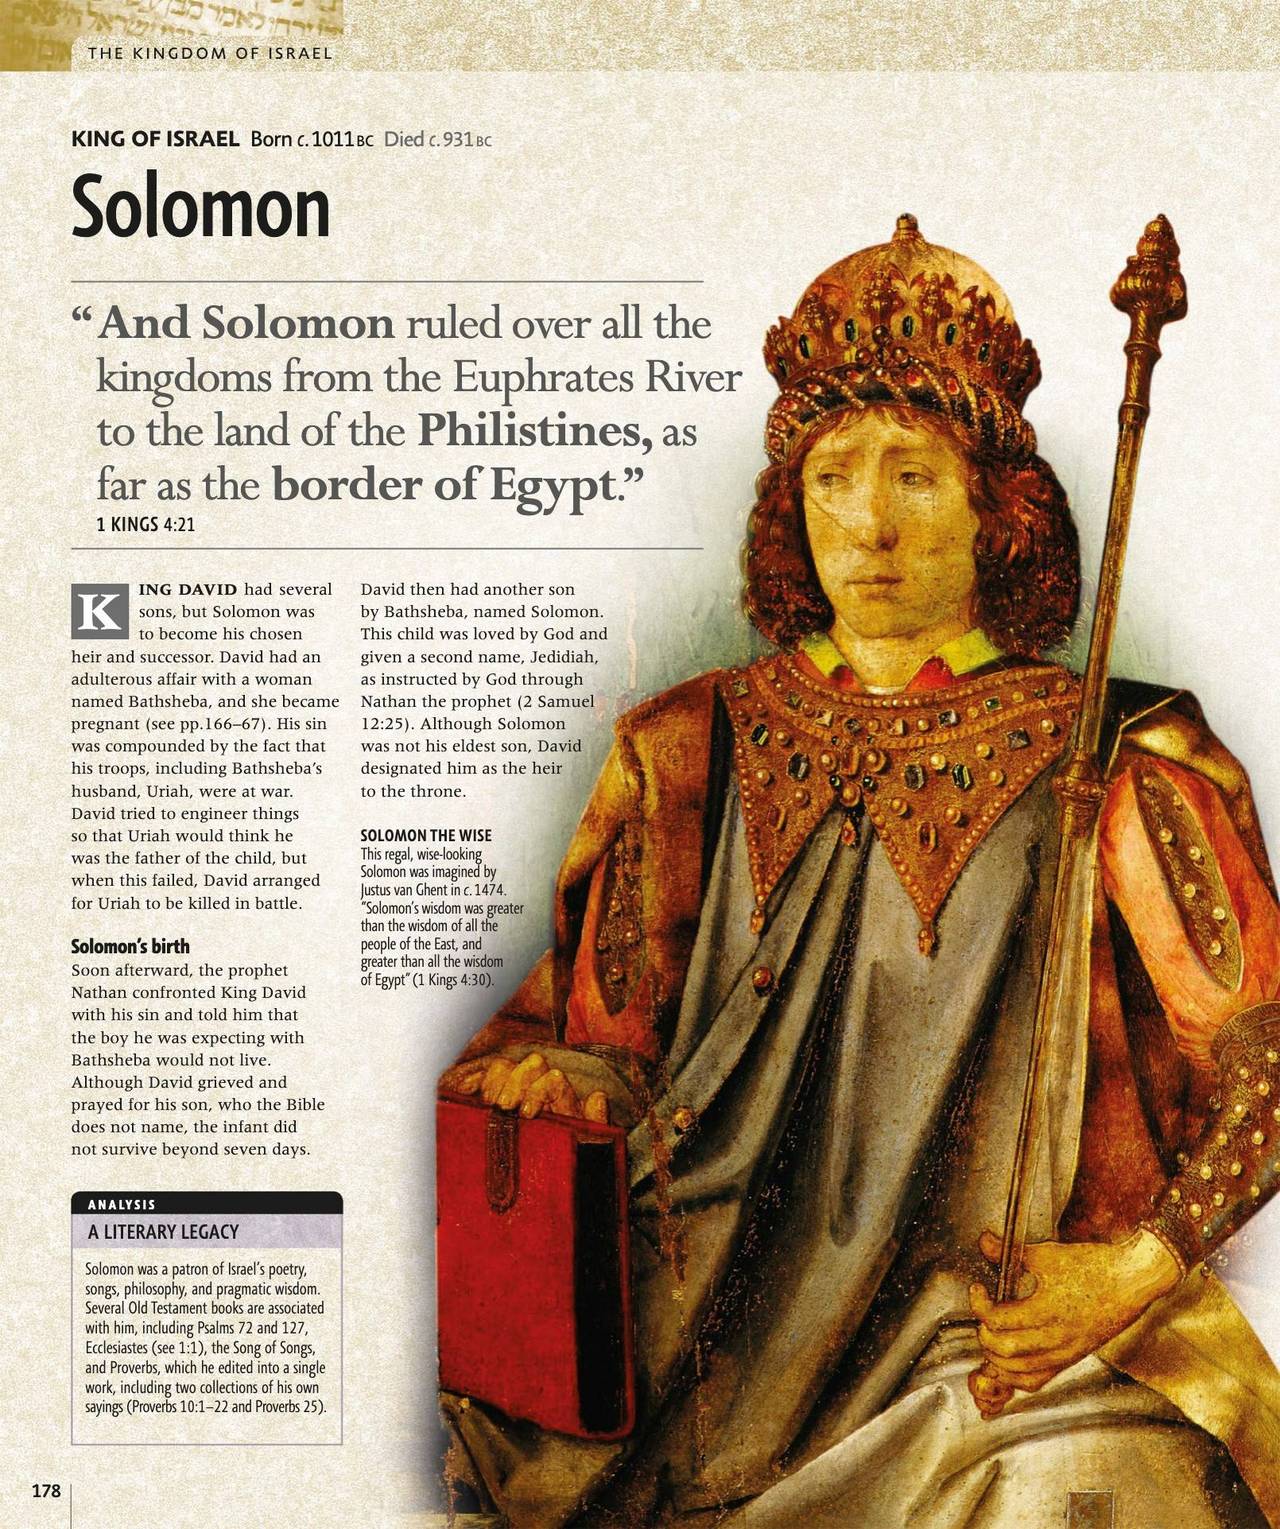 THE KINGDOM OF ISRAEL
KING OF ISRAEL Born c.1011BC Died c.931BC
Solomon
“And Solomon ruled over all the
kingdoms from the Euphrates River
to the land of the Philistines, as
far as the border of Egypt.”
1 KINGS 4:21
KING DAVID had several
sons, but Solomon was
to become his chosen
heir and successor. David had an
adulterous affair with a woman
named Bathsheba, and she became
pregnant (see pp.166–67). His sin
was compounded by the fact that
his troops, including Bathsheba’s
husband, Uriah, were at war.
David tried to engineer things
so that Uriah would think he
was the father of the child, but
when this failed, David arranged
for Uriah to be killed in battle.
Solomon’s birth
Soon afterward, the prophet
Nathan confronted King David
with his sin and told him that
the boy he was expecting with
Bathsheba would not live.
Although David grieved and
prayed for his son, who the Bible
does not name, the infant did
not survive beyond seven days.
David then had another son
by Bathsheba, named Solomon.
This child was loved by God and
given a second name, Jedidiah,
as instructed by God through
Nathan the prophet (2 Samuel
12:25). Although Solomon
was not his eldest son, David
designated him as the heir
to the throne.
SOLOMON THE WISE
This regal, wise-looking
Solomon was imagined by
Justus van Ghent in c.1474.
“Solomon’s wisdom was greater
than the wisdom of all the
people of the East, and
greater than all the wisdom
of Egypt” (1 Kings 4:30).
ANALYSIS
A LITERARY LEGACY
Solomon was a patron of Israel’s poetry,
songs, philosophy, and pragmatic wisdom.
Several Old Testament books are associated
with him, including Psalms 72 and 127,
Ecclesiastes (see 1:1), the Song of Songs,
and Proverbs, which he edited into a single
work, including two collections of his own
sayings (Proverbs 10:1–22 and Proverbs 25).
178